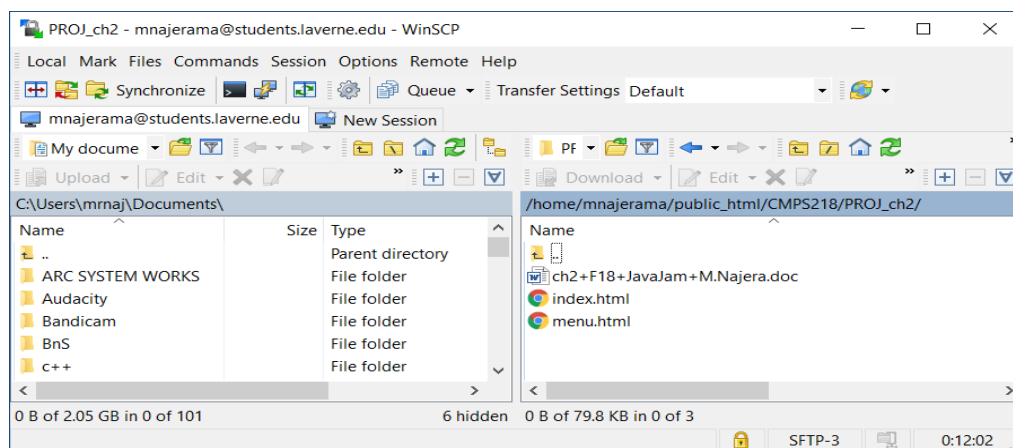 PROJ_ch2 - mnajerama@students.laverne.edu - WinSCP
Local Mark Files Commands Session Options Remote Help
Synchronize Queue Transfer Settings Default
mnajerama@students.laverne.edu New Session
My docume PF
Upload Edit » Download Edit »
C:\Users\mrnaj\Documents\ /home/mnajerama/public_html/CMPS218/PROJ_ch2/
Name Size Type Name
.. Parent directory ..
ARC SYSTEM WORKS File folder ch2+F18+JavaJam+M.Najera.doc
Audacity File folder index.html
Bandicam File folder menu.html
BnS File folder
c++ File folder
0 B of 2.05 GB in 0 of 101 6 hidden 0 B of 79.8 KB in 0 of 3
SFTP-3 0:12:02